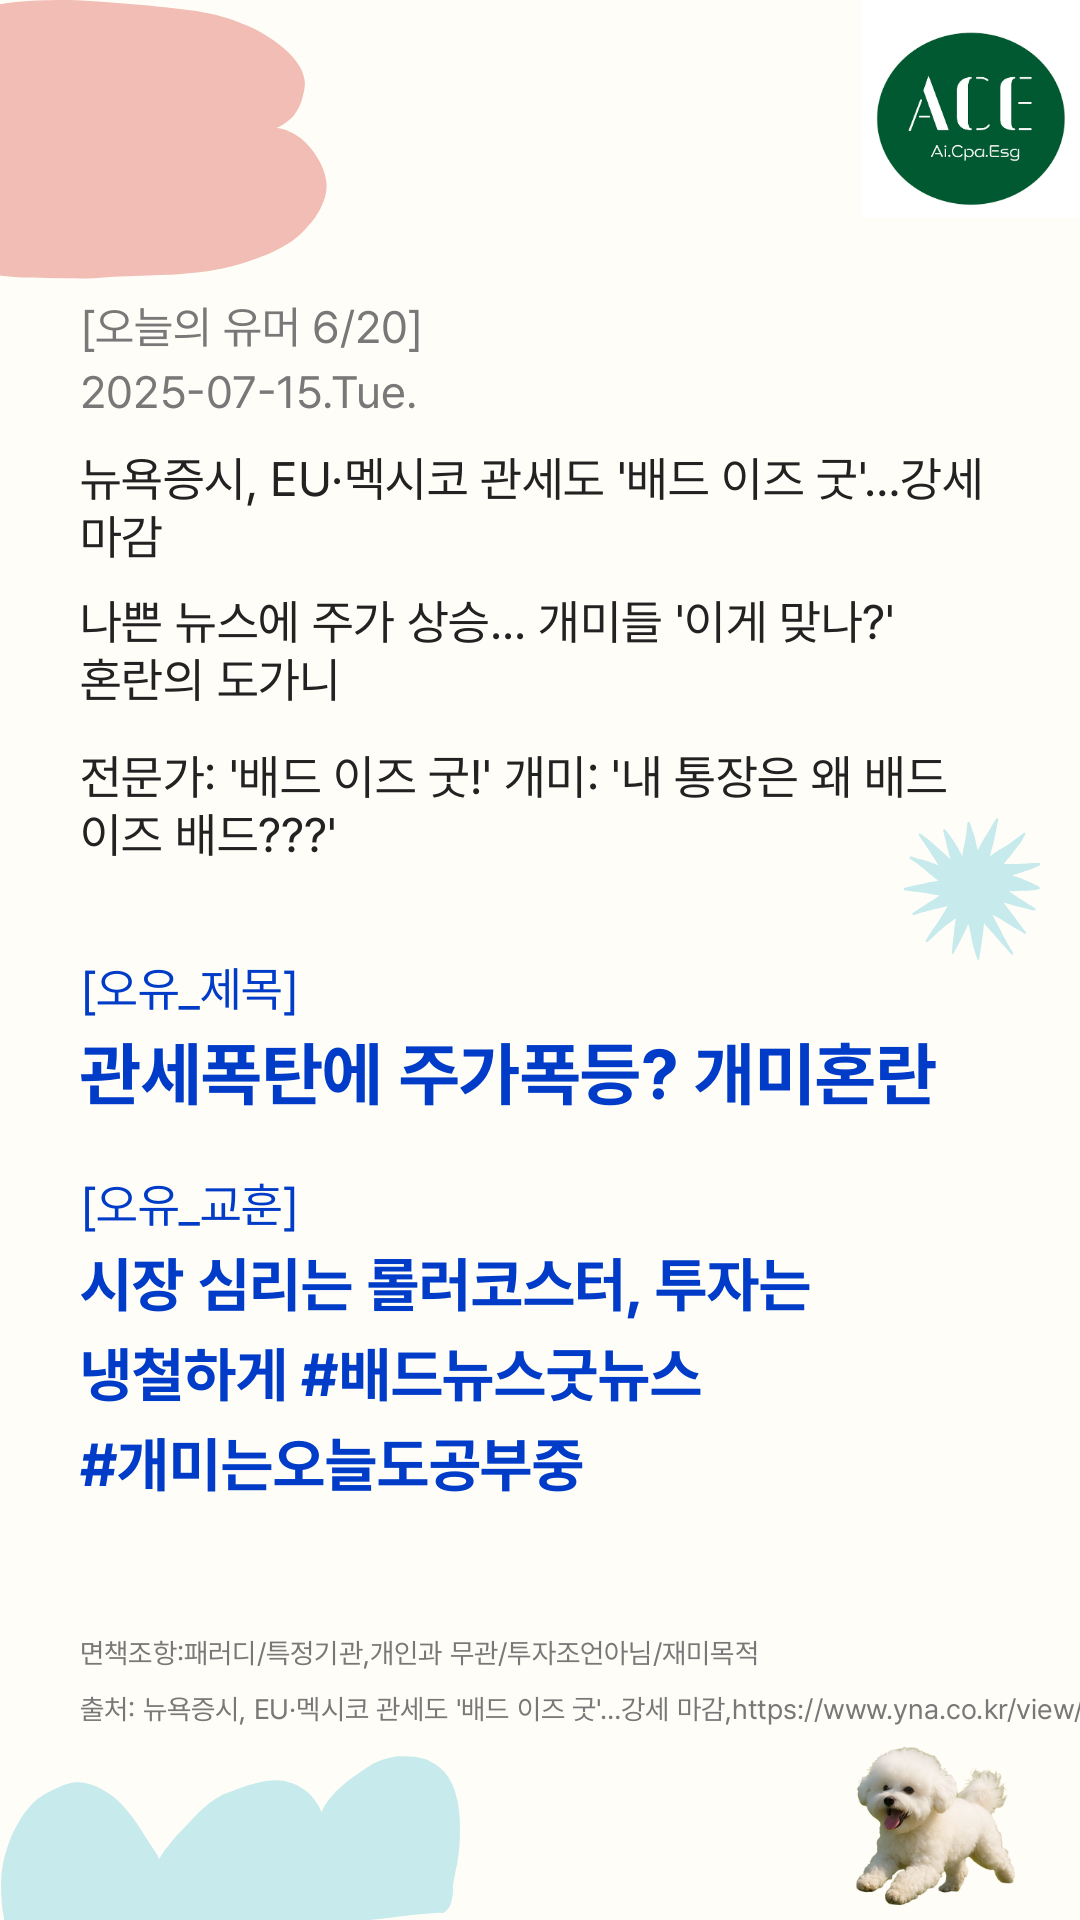 ACE
Ai.Cpa.Esg
[오늘의 유머 6/20]
2025-07-15.Tue.
뉴욕증시, EU·멕시코 관세도 '배드 이즈 굿'…강세
마감
나쁜 뉴스에 주가 상승... 개미들 '이게 맞나?'
혼란의 도가니
전문가: '배드 이즈 굿!' 개미: '내 통장은 왜 배드
이즈 배드???'
[오유_제목]
관세폭탄에 주가폭등? 개미혼란
[오유_교훈]
시장 심리는 롤러코스터, 투자는
냉철하게 #배드뉴스굿뉴스
#개미는오늘도공부중
면책조항:패러디/특정기관,개인과 무관/투자조언아님/재미목적
출처: 뉴욕증시, EU·멕시코 관세도 '배드 이즈 굿'…강세 마감,https://www.yna.co.kr/view/